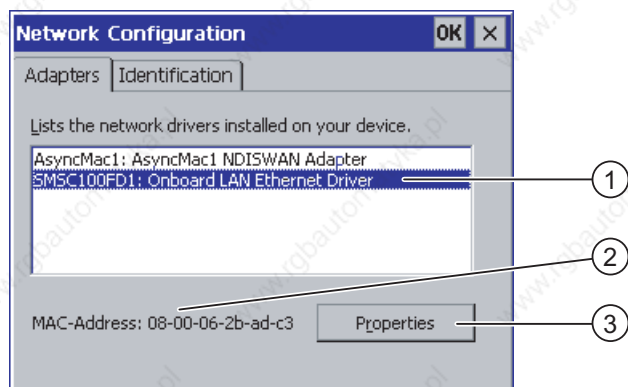 Network Configuration OK ×
Adapters Identification
Lists the network drivers installed on your device.
AsyncMac1: AsyncMac1 NDISWAN Adapter
SMSC100FD1: Onboard LAN Ethernet Driver
1
2
MAC-Address: 08-00-06-2b-ad-c3 Properties
3